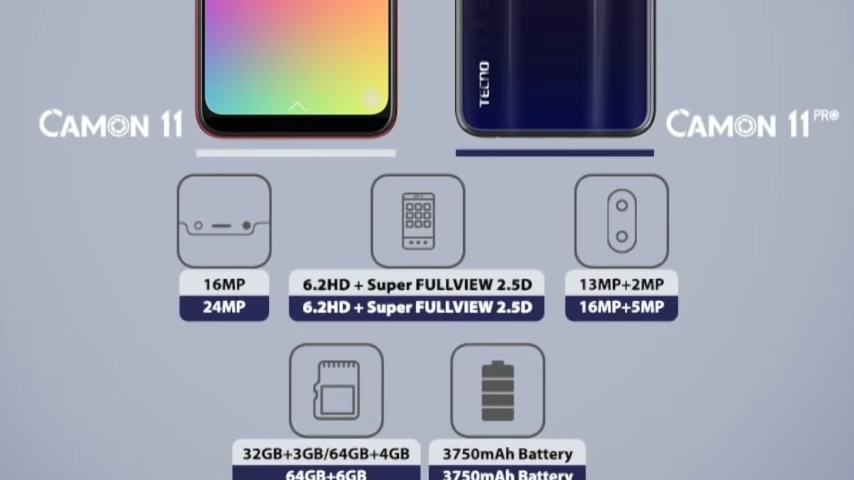 TECNO
CAMON 11
CAMON 11 PRO
16MP
24MP
6.2HD + Super FULLVIEW 2.5D
6.2HD + Super FULLVIEW 2.5D
13MP+2MP
16MP+5MP
32GB+3GB/64GB+4GB
64GB+6GB
3750mAh Battery
3750mAh Battery